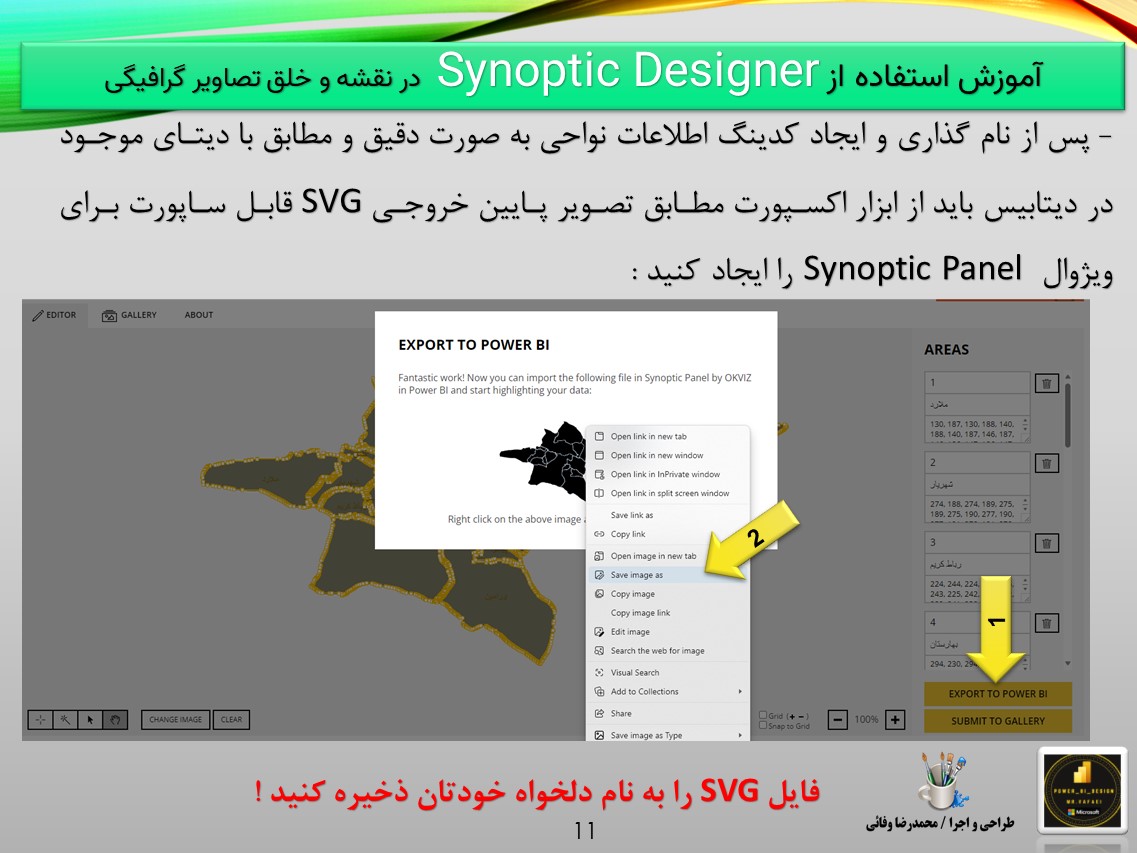 آموزش استفاده از Synoptic Designer در نقشه و خلق تصاویر گرافیگی
- پس از نام گذاری و ایجاد کدینگ اطلاعات نواحی به صورت دقیق و مطابق با دیتای موجود
در دیتابیس باید از ابزار اکسپورت مطابق تصویر پایین خروجی SVG قابل ساپورت برای
ویژوال Synoptic Panel را ایجاد کنید :
EDITOR GALLERY ABOUT
EXPORT TO POWER BI
Fantastic work! Now you can import the following file in Synoptic Panel by OKVIZ
in Power BI and start highlighting your data:
Right click on the above image
Open link in new tab
Open link in new window
Open link in InPrivate window
Open link in split screen window
Save link as
Copy link
Open image in new tab
Save image as
Copy image
Copy image link
Edit image
Search the web for image
Visual Search
Add to Collections
Share
Save image as Type
2
AREAS
1
ملارد
130, 187, 130, 188, 140,
188, 140, 187, 146, 187,
2
شهریار
274, 188, 274, 189, 275,
189, 275, 190, 277, 190,
3
رباط کریم
224, 244, 224,
243, 225, 242,
4
بهارستان
294, 230,
1
EXPORT TO POWER BI
SUBMIT TO GALLERY
CHANGE IMAGE CLEAR
Grid ( + - )
Snap to Grid
100%
فایل SVG را به نام دلخواه خودتان ذخیره کنید !
طراحی و اجرا / محمدرضا وفائی
POWER_BI_DESIGN
MR.VAFAEI
Microsoft
11